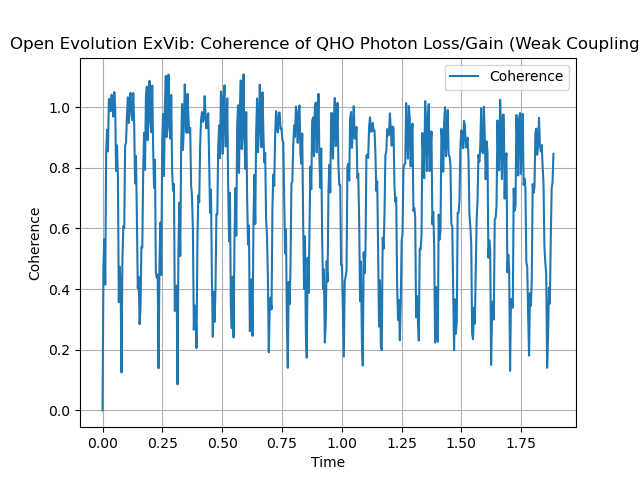 Open Evolution ExVib: Coherence of QHO Photon Loss/Gain (Weak Coupling
Coherence
1.0
0.8
0.6
0.4
0.2
0.0
Coherence
0.00 0.25 0.50 0.75 1.00 1.25 1.50 1.75
Time